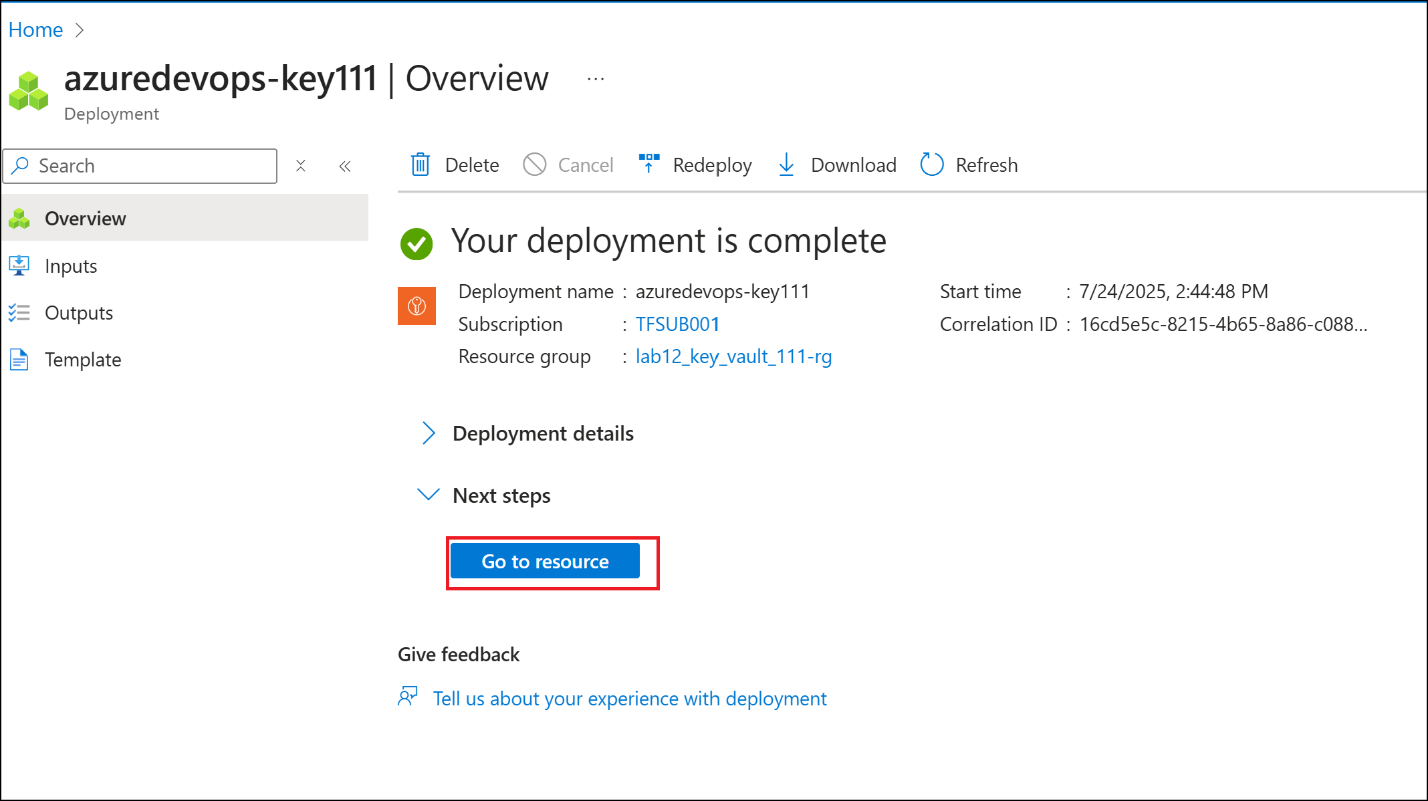 Home
azuredevops-key111 | Overview ...
Deployment
Search
Delete Cancel Redeploy Download Refresh
Overview
Inputs
Outputs
Template
Your deployment is complete
Deployment name : azuredevops-key111 Start time : 7/24/2025, 2:44:48 PM
Subscription : TFSUB001 Correlation ID : 16cd5e5c-8215-4b65-8a86-c088...
Resource group : lab12_key_vault_111-rg
Deployment details
Next steps
Go to resource
Give feedback
Tell us about your experience with deployment